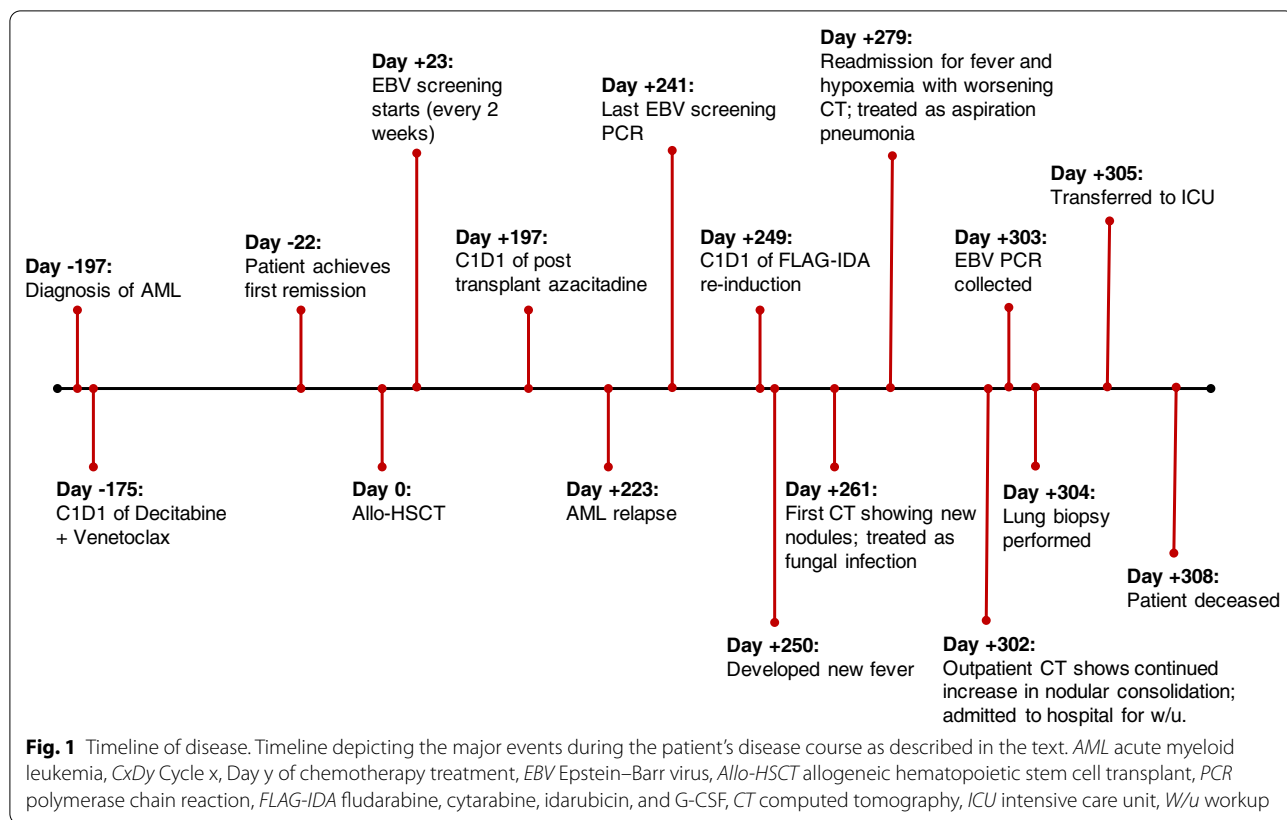 Day +23:
EBV screening
starts (every 2
weeks)
Day +241:
Last EBV screening
PCR
Day +279:
Readmission for fever and
hypoxemia with worsening
CT; treated as aspiration
pneumonia
Day +305:
Transferred to ICU
Day -197:
Diagnosis of AML
Day -22:
Patient achieves
first remission
Day +197:
C1D1 of post
transplant azacitadine
Day +249:
C1D1 of FLAG-IDA
re-induction
Day +303:
EBV PCR
collected
Day -175:
C1D1 of Decitabine
+ Venetoclax
Day 0:
Allo-HSCT
Day +223:
AML relapse
Day +261:
First CT showing new
nodules; treated as
fungal infection
Day +304:
Lung biopsy
performed
Day +308:
Patient deceased
Day +250:
Developed new fever
Day +302:
Outpatient CT shows continued
increase in nodular consolidation;
admitted to hospital for w/u.
Fig. 1 Timeline of disease. Timeline depicting the major events during the patient's disease course as described in the text. AML acute myeloid
leukemia, CxDy Cycle x, Day y of chemotherapy treatment, EBV Epstein–Barr virus, Allo-HSCT allogeneic hematopoietic stem cell transplant, PCR
polymerase chain reaction, FLAG-IDA fludarabine, cytarabine, idarubicin, and G-CSF, CT computed tomography, ICU intensive care unit, W/u workup